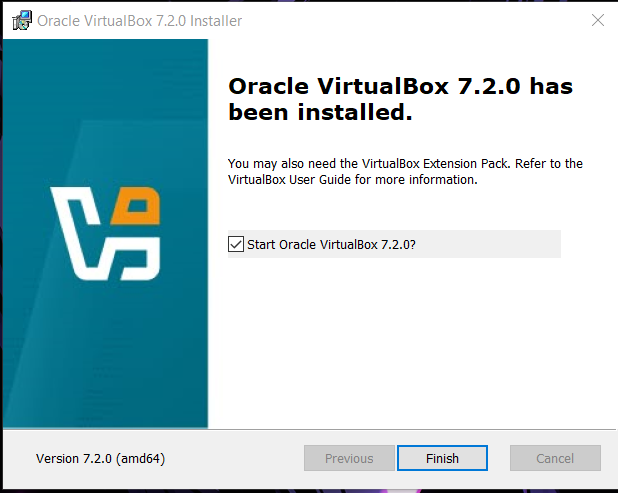 Oracle VirtualBox 7.2.0 Installer
Oracle VirtualBox 7.2.0 has
been installed.
You may also need the VirtualBox Extension Pack. Refer to the
VirtualBox User Guide for more information.
Start Oracle VirtualBox 7.2.0?
Version 7.2.0 (amd64)
Previous
Finish
Cancel